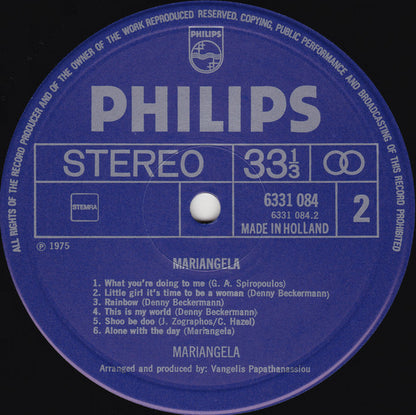 ALL RIGHTS OF THE RECORD PRODUCER AND OF THE OWNER OF THE WORK REPRODUCED RESERVED. COPYING, PUBLIC PERFORMANCE AND BROADCASTING OF THIS RECORD PROHIBITED
PHILIPS
PHILIPS
STEREO 33⅓
STEMRA
6331 084
6331 084.2
MADE IN HOLLAND
2
℗ 1975
MARIANGELA
1. What you're doing to me (G. A. Spiropoulos)
2. Little girl it's time to be a woman (Denny Beckermann)
3. Rainbow (Denny Beckermann)
4. This is my world (Denny Beckermann)
5. Shoo be doo (J. Zographos/C. Hazel)
6. Alone with the day (Mariangela)
MARIANGELA
Arranged and produced by: Vangelis Papathanassiou